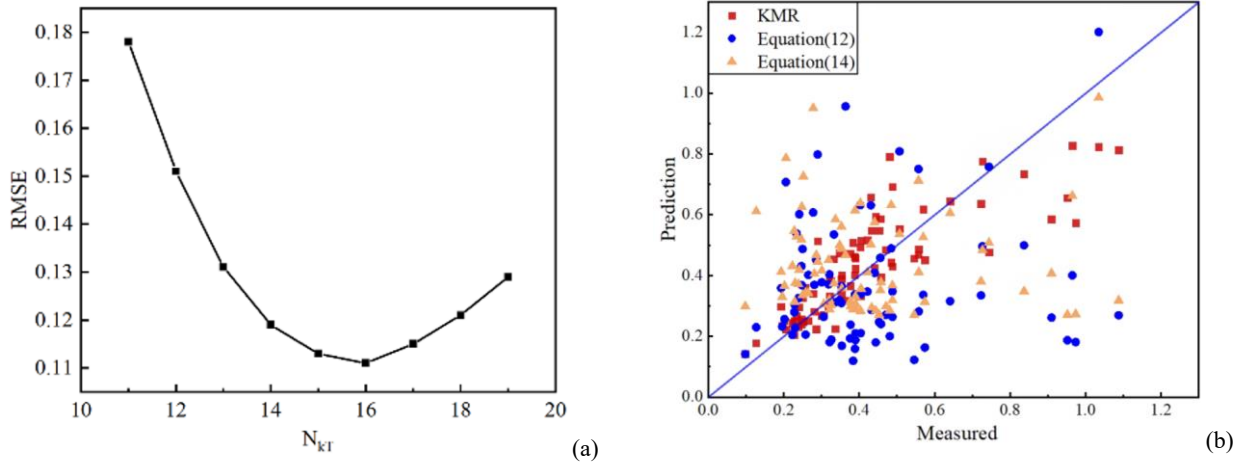 0.18
0.17
0.16
0.15
0.14
0.13
0.12
0.11
RMSE
10 12 14 16 18 20
NkT
(a)
KMR
Equation(12)
Equation(14)
1.2
1.0
0.8
0.6
0.4
0.2
0.0
Prediction
0.0 0.2 0.4 0.6 0.8 1.0 1.2
Measured
(b)